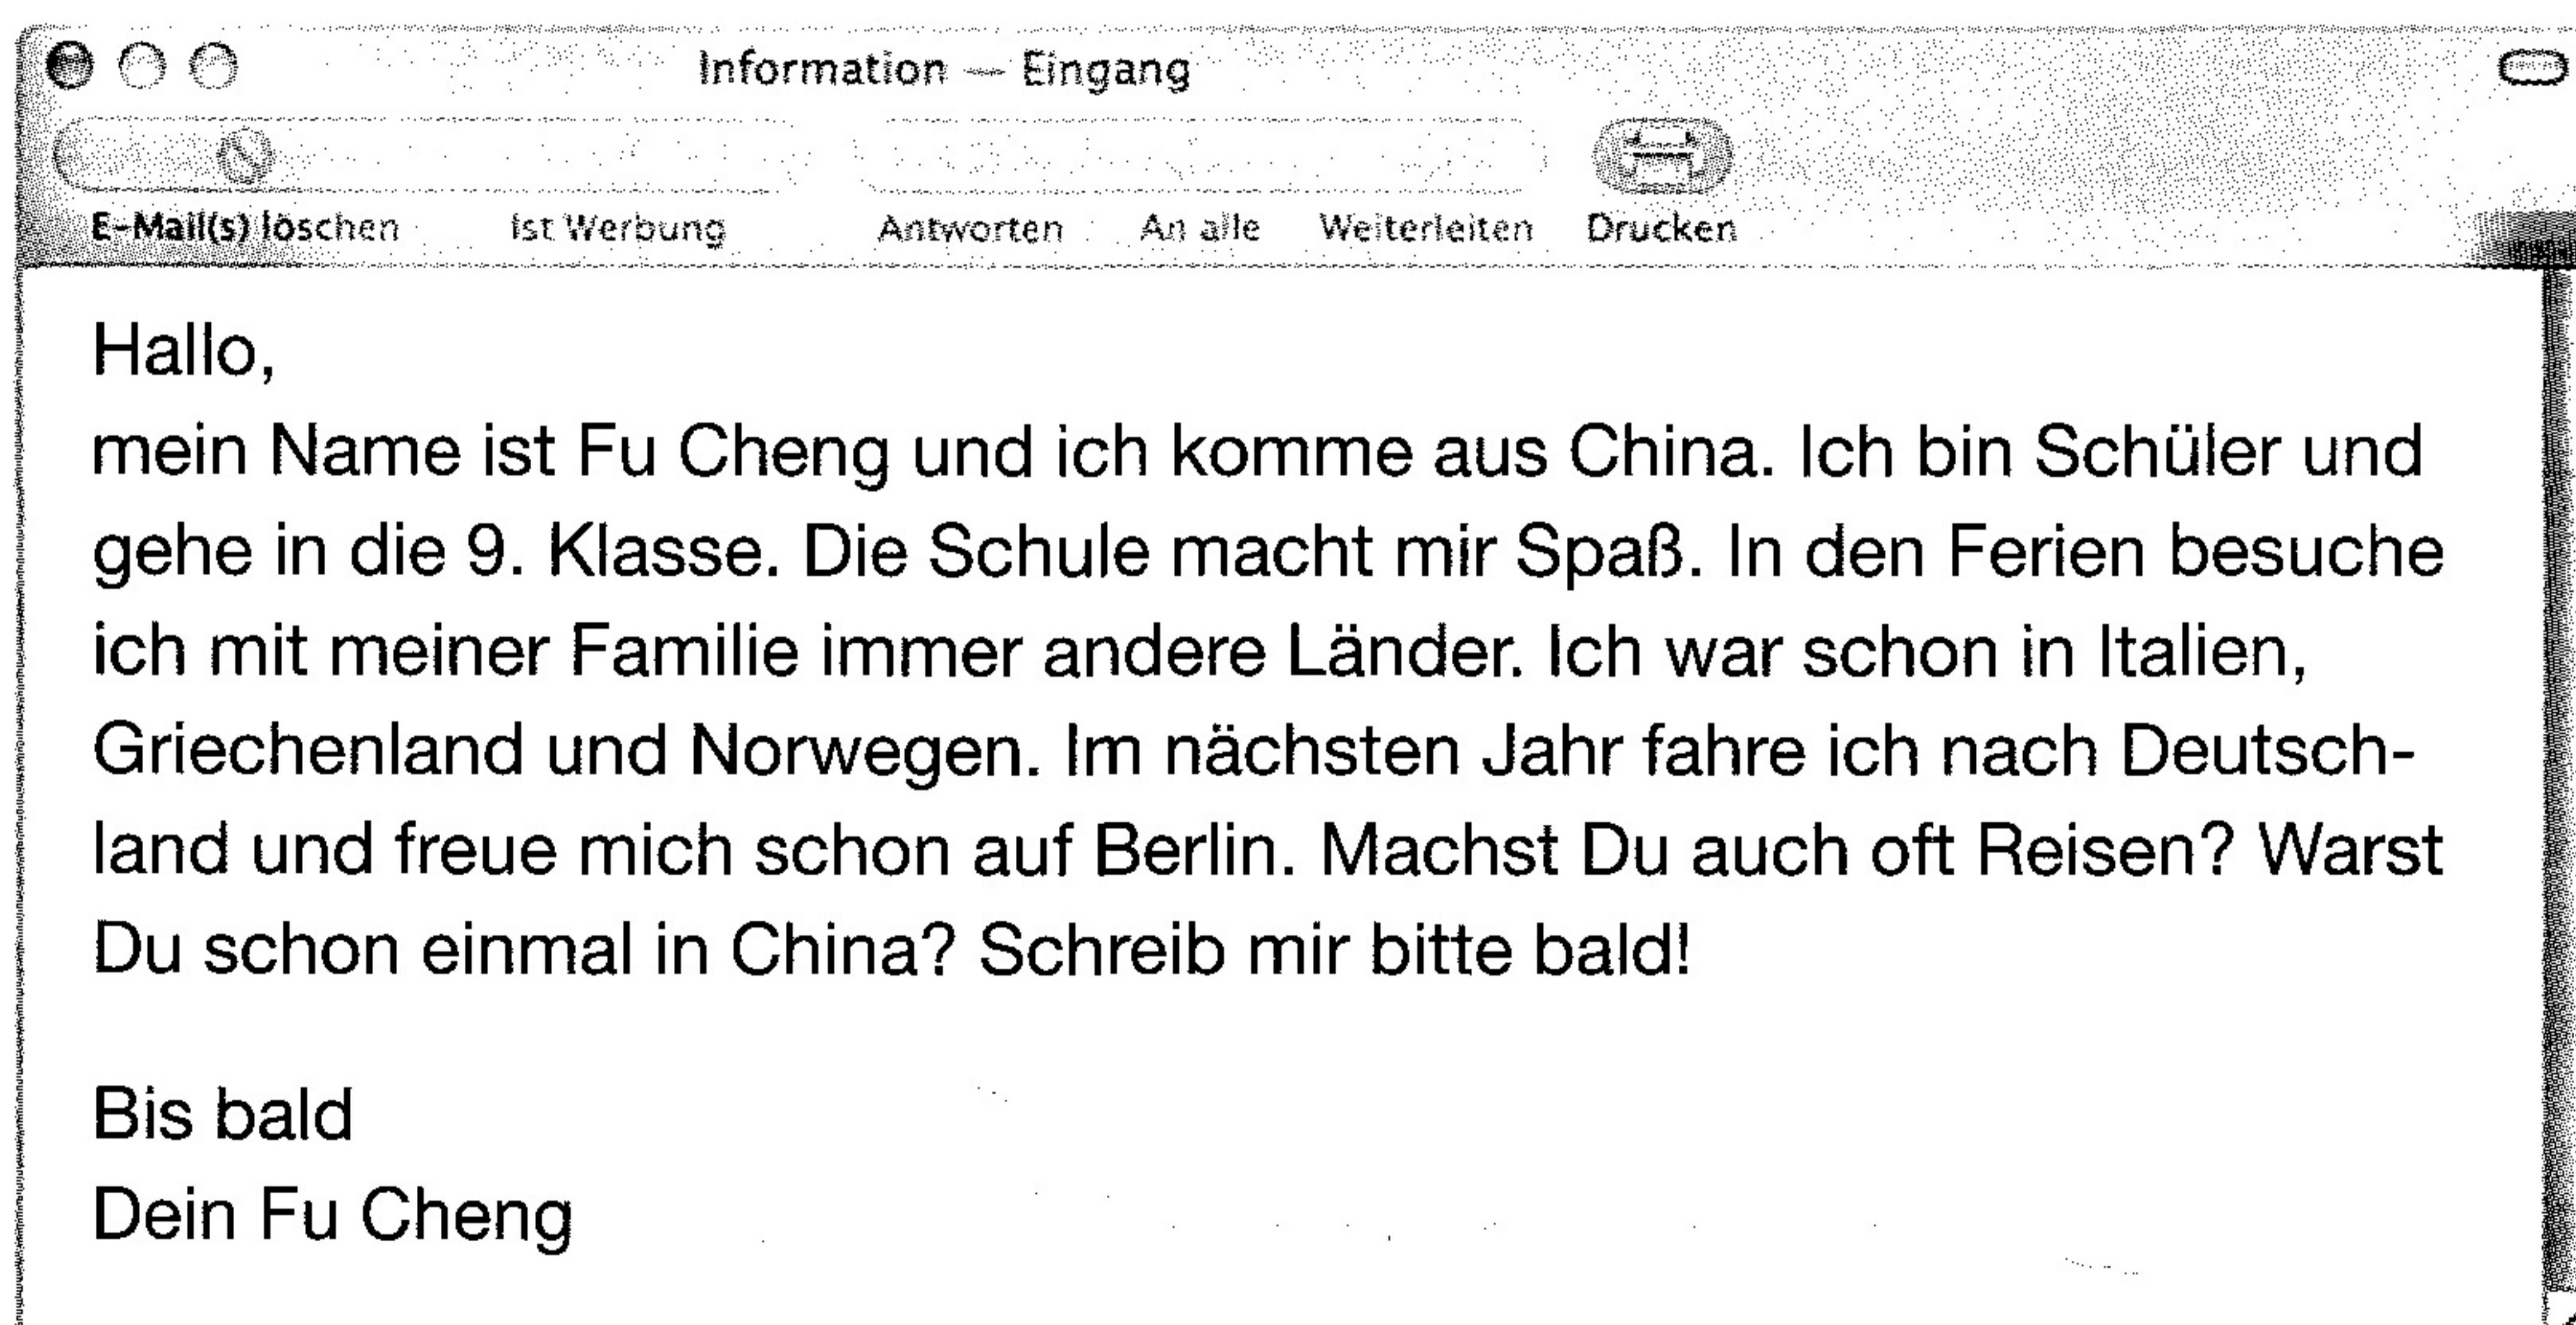 Information — Eingang
E-Mail(s) löschen Ist Werbung Antworten An alle Weiterleiten Drucken
Hallo,
mein Name ist Fu Cheng und ich komme aus China. Ich bin Schüler und
gehe in die 9. Klasse. Die Schule macht mir Spaß. In den Ferien besuche
ich mit meiner Familie immer andere Länder. Ich war schon in Italien,
Griechenland und Norwegen. Im nächsten Jahr fahre ich nach Deutsch-
land und freue mich schon auf Berlin. Machst Du auch oft Reisen? Warst
Du schon einmal in China? Schreib mir bitte bald!
Bis bald
Dein Fu Cheng